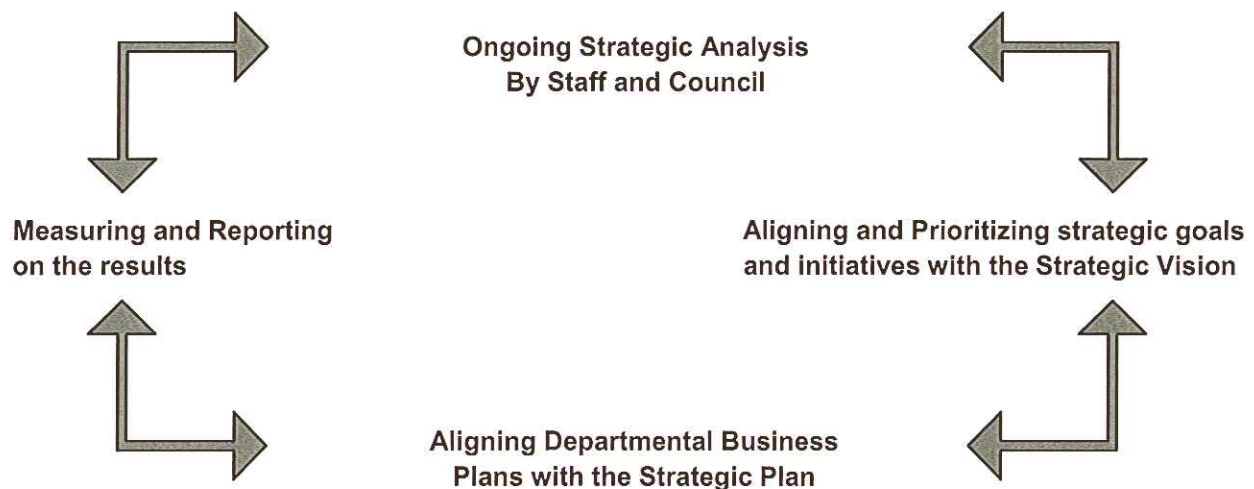 Ongoing Strategic Analysis
By Staff and Council
Measuring and Reporting
on the results
Aligning and Prioritizing strategic goals
and initiatives with the Strategic Vision
Aligning Departmental Business
Plans with the Strategic Plan